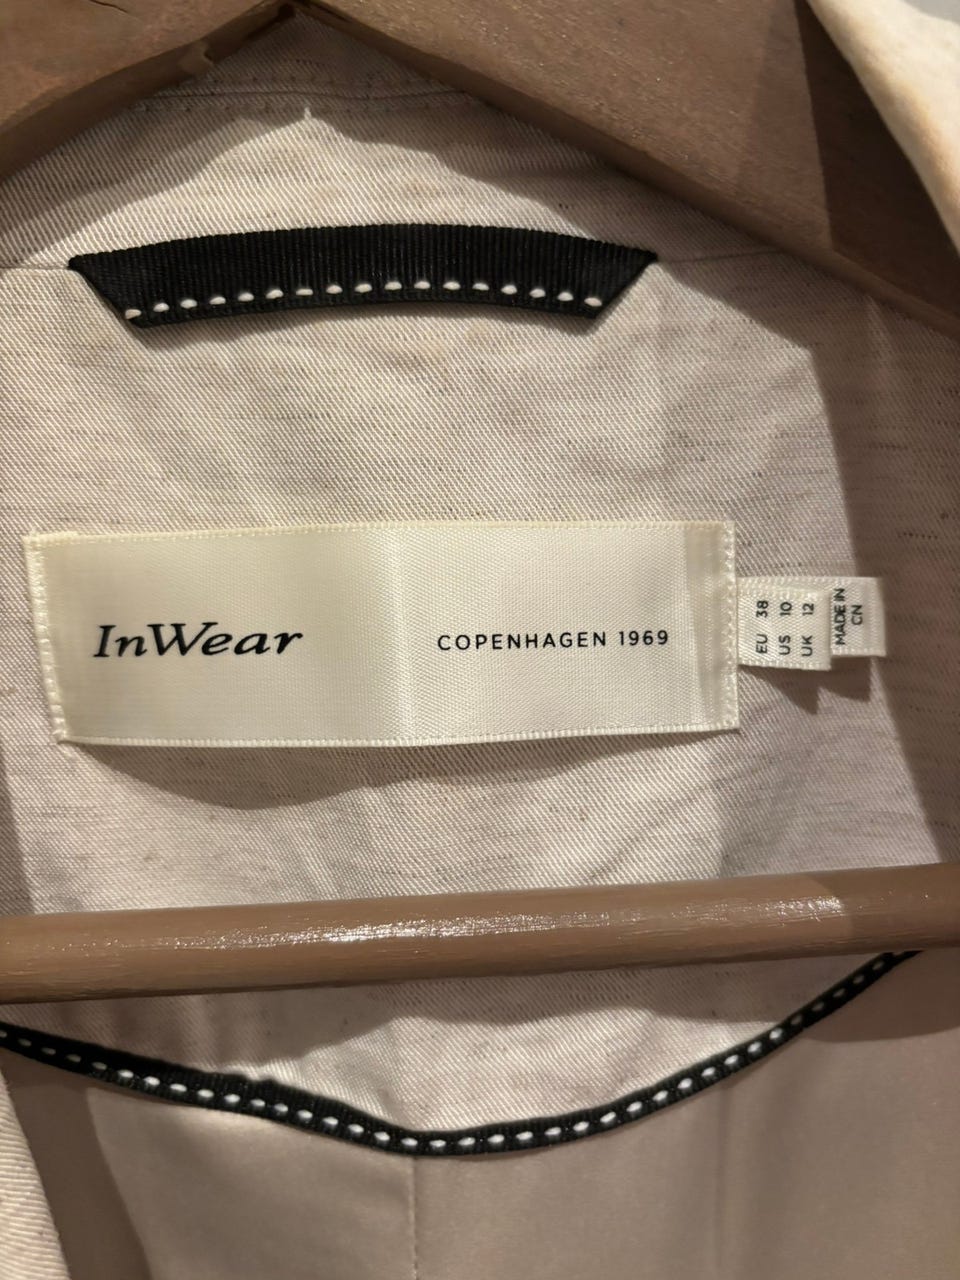 InWear
COPENHAGEN 1969
EU 38
US 10
UK 12
MADE IN
CN